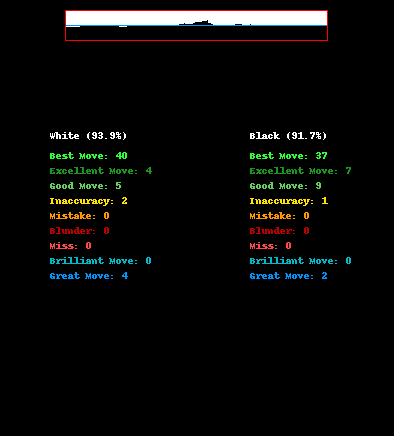 White (93.9%)
Best Move: 40
Excellent Move: 4
Good Move: 5
Inaccuracy: 2
Mistake: 0
Blunder: 0
Miss: 0
Brilliant Move: 0
Great Move: 4
Black (91.7%)
Best Move: 37
Excellent Move: 7
Good Move: 9
Inaccuracy: 1
Mistake: 0
Blunder: 0
Miss: 0
Brilliant Move: 0
Great Move: 2